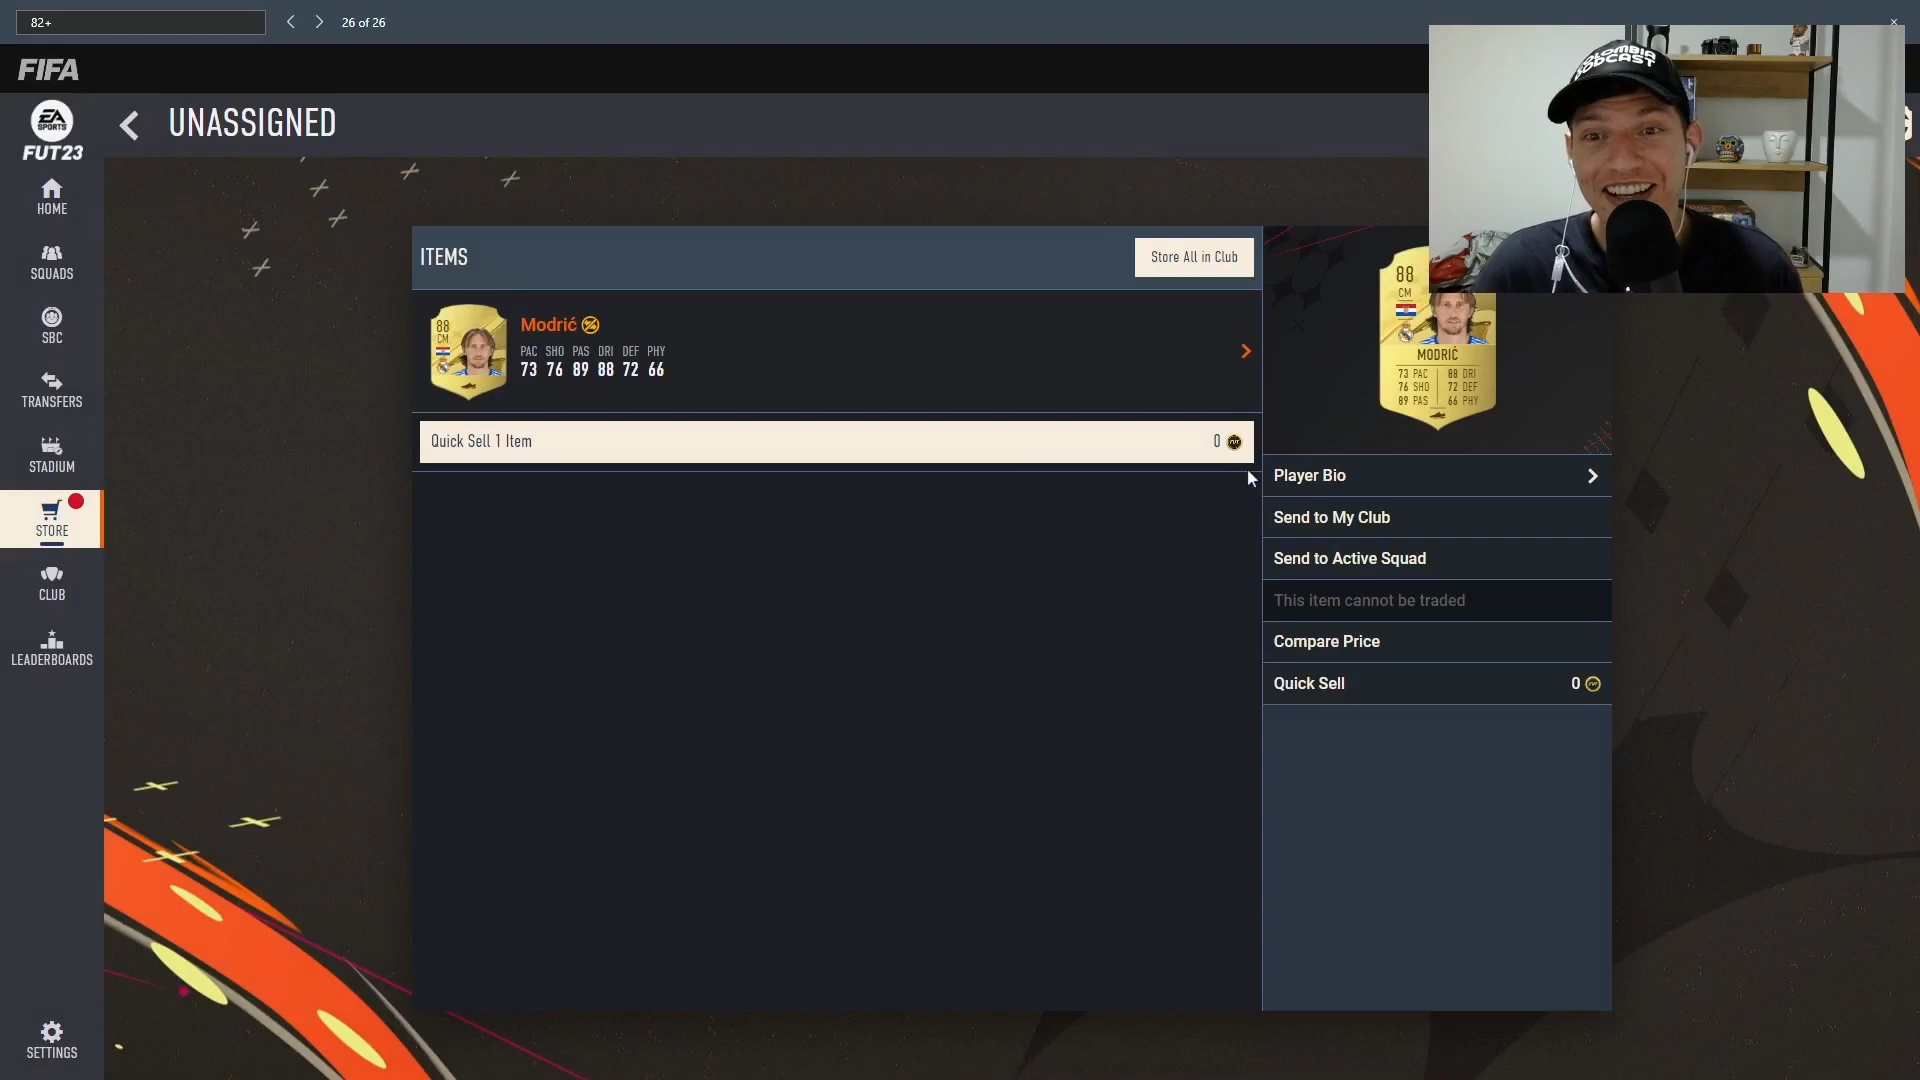 82+
26 of 26
FIFA
EA
SPORTS
FUT23
UNASSIGNED
HOME
SQUADS
SBC
TRANSFERS
STADIUM
STORE
CLUB
LEADERBOARDS
SETTINGS
ITEMS
Store All in Club
88
CM
Modrić
PAC SHO PAS DRI DEF PHY
73 76 89 88 72 66
Quick Sell 1 Item 0
COLOMBIA
PODCAST
88
CM
MODRIĆ
73 PAC 88 DRI
76 SHO 72 DEF
89 PAS 66 PHY
Player Bio
Send to My Club
Send to Active Squad
This item cannot be traded
Compare Price
Quick Sell 0